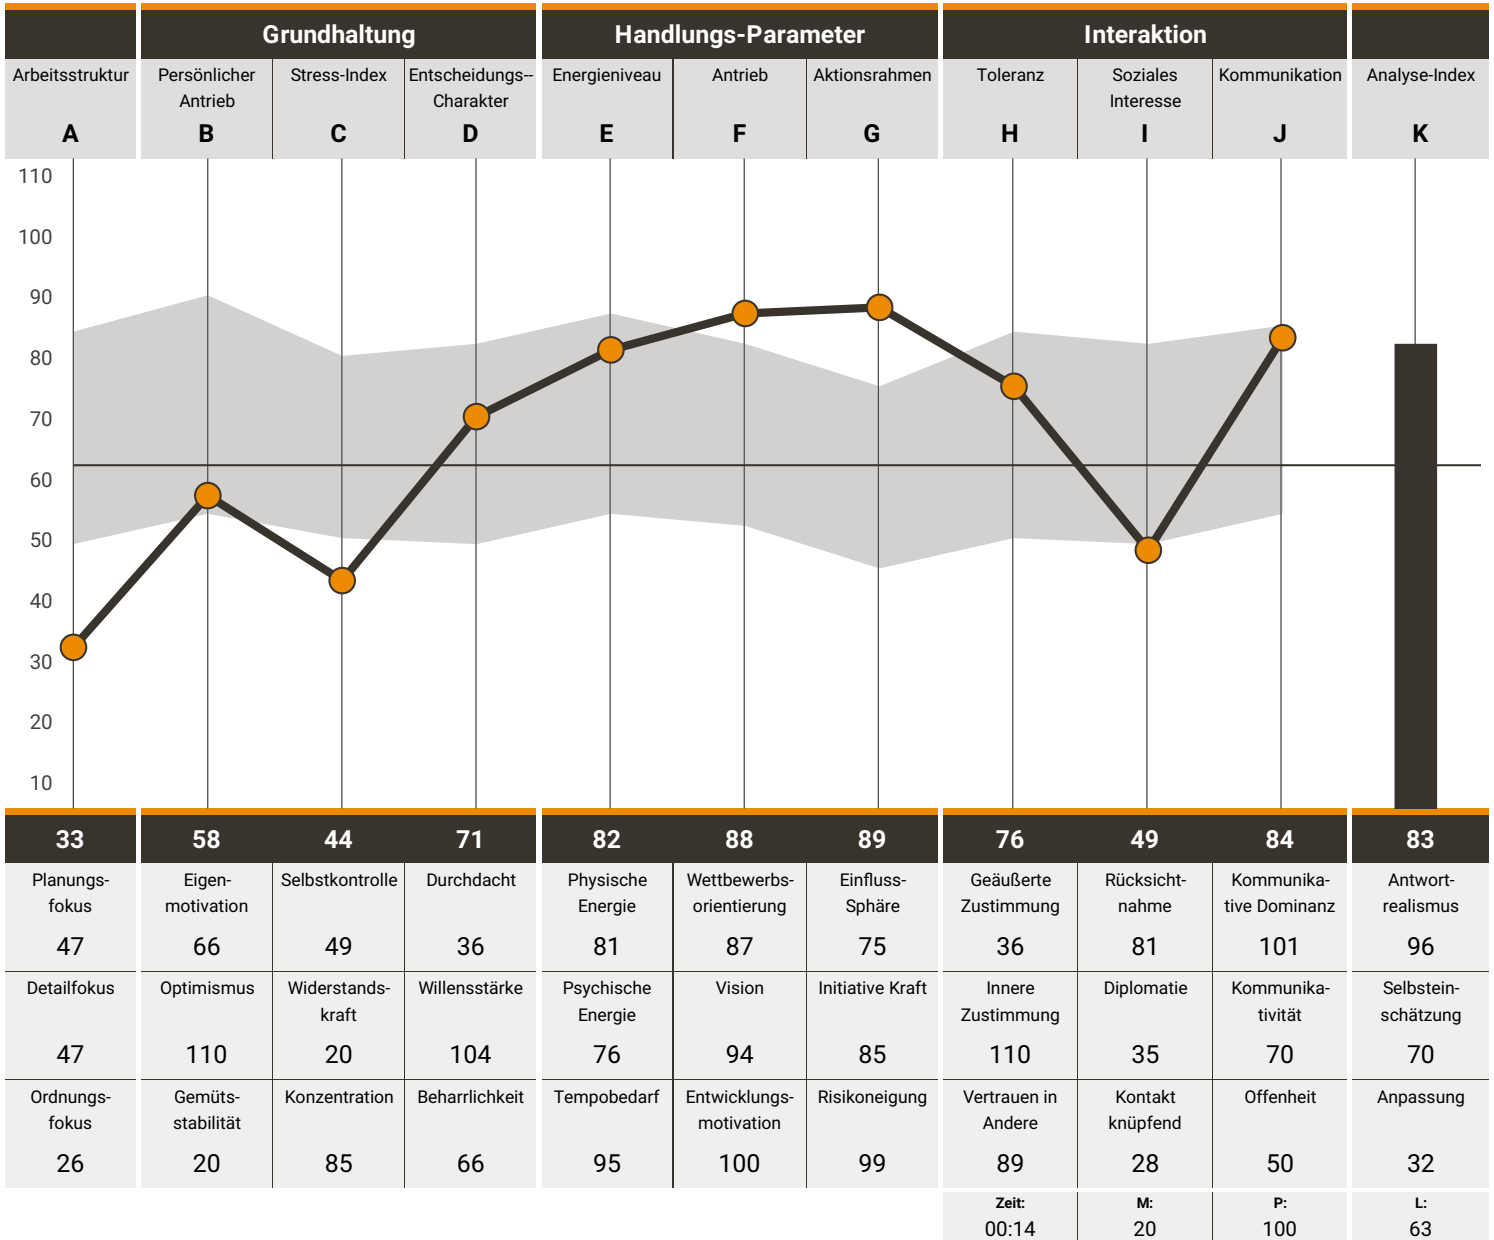 Grundhaltung Handlungs-Parameter Interaktion
Arbeitsstruktur Persönlicher Stress-Index Entscheidungs-- Energieniveau Antrieb Aktionsrahmen Toleranz Soziales Kommunikation Analyse-Index
Antrieb Charakter Interesse
A B C D E F G H I J K
110
100
90
80
70
60
50
40
30
20
10
33 58 44 71 82 88 89 76 49 84 83
Planungs- Eigen- Selbstkontrolle Durchdacht Physische Wettbewerbs- Einfluss- Geäußerte Rücksicht- Kommunika- Antwort-
fokus motivation Energie orientierung Sphäre Zustimmung nahme tive Dominanz realismus
47 66 49 36 81 87 75 36 81 101 96
Detailfokus Optimismus Widerstands- Willensstärke Psychische Vision Initiative Kraft Innere Diplomatie Kommunika- Selbstein-
kraft Energie Zustimmung tivität schätzung
47 110 20 104 76 94 85 110 35 70 70
Ordnungs- Gemüts- Konzentration Beharrlichkeit Tempobedarf Entwicklungs- Risikoneigung Vertrauen in Kontakt Offenheit Anpassung
fokus stabilität motivation Andere knüpfend
26 20 85 66 95 100 99 89 28 50 32
Zeit: M: P: L:
00:14 20 100 63